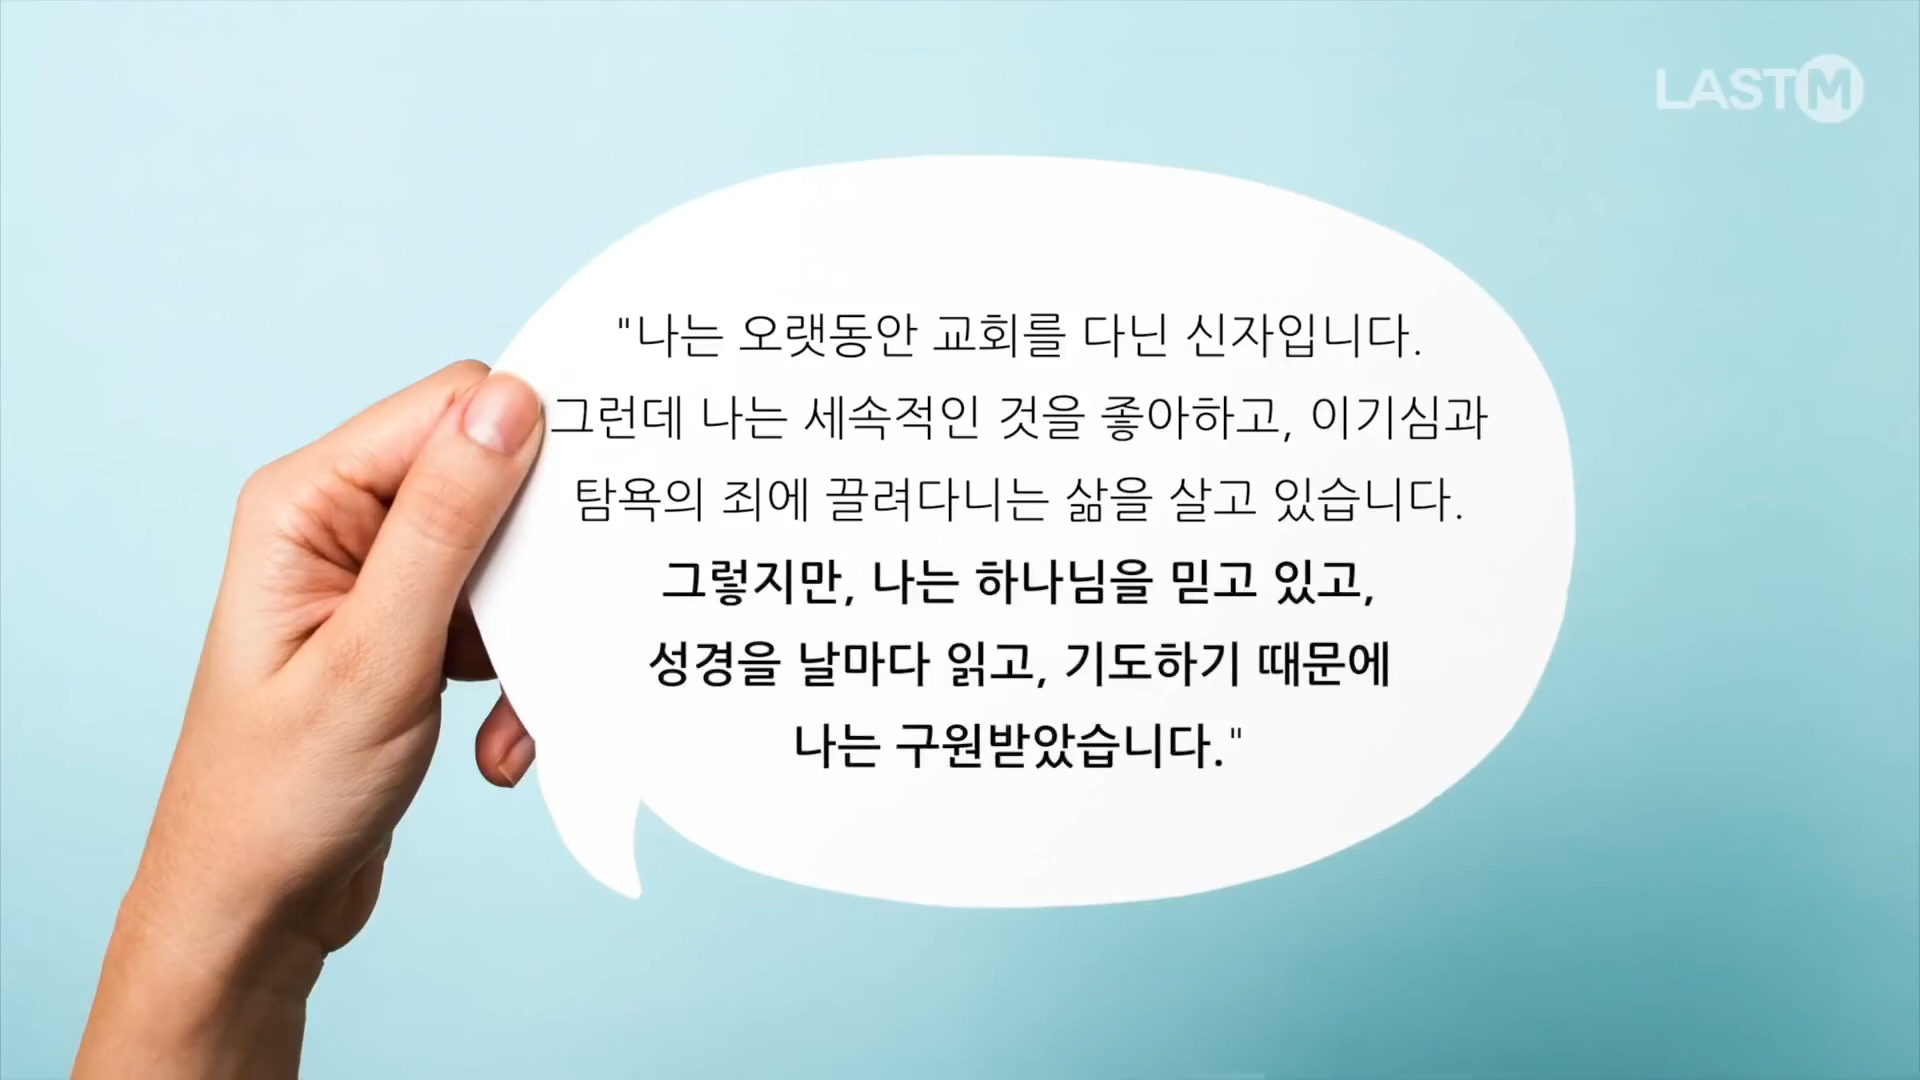 LAST M
"나는 오랫동안 교회를 다닌 신자입니다.
그런데 나는 세속적인 것을 좋아하고, 이기심과
탐욕의 죄에 끌려다니는 삶을 살고 있습니다.
그렇지만, 나는 하나님을 믿고 있고,
성경을 날마다 읽고, 기도하기 때문에
나는 구원받았습니다."